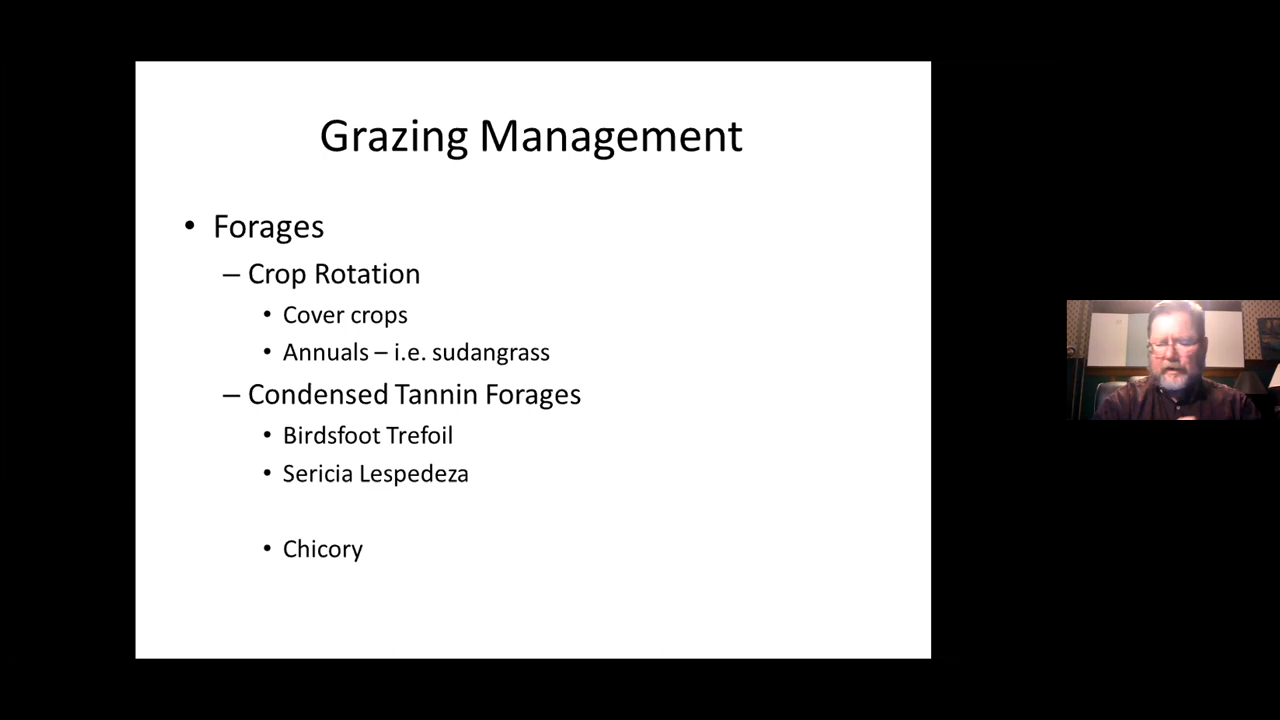 Grazing Management
• Forages
– Crop Rotation
• Cover crops
• Annuals – i.e. sudangrass
– Condensed Tannin Forages
• Birdsfoot Trefoil
• Sericia Lespedeza
• Chicory